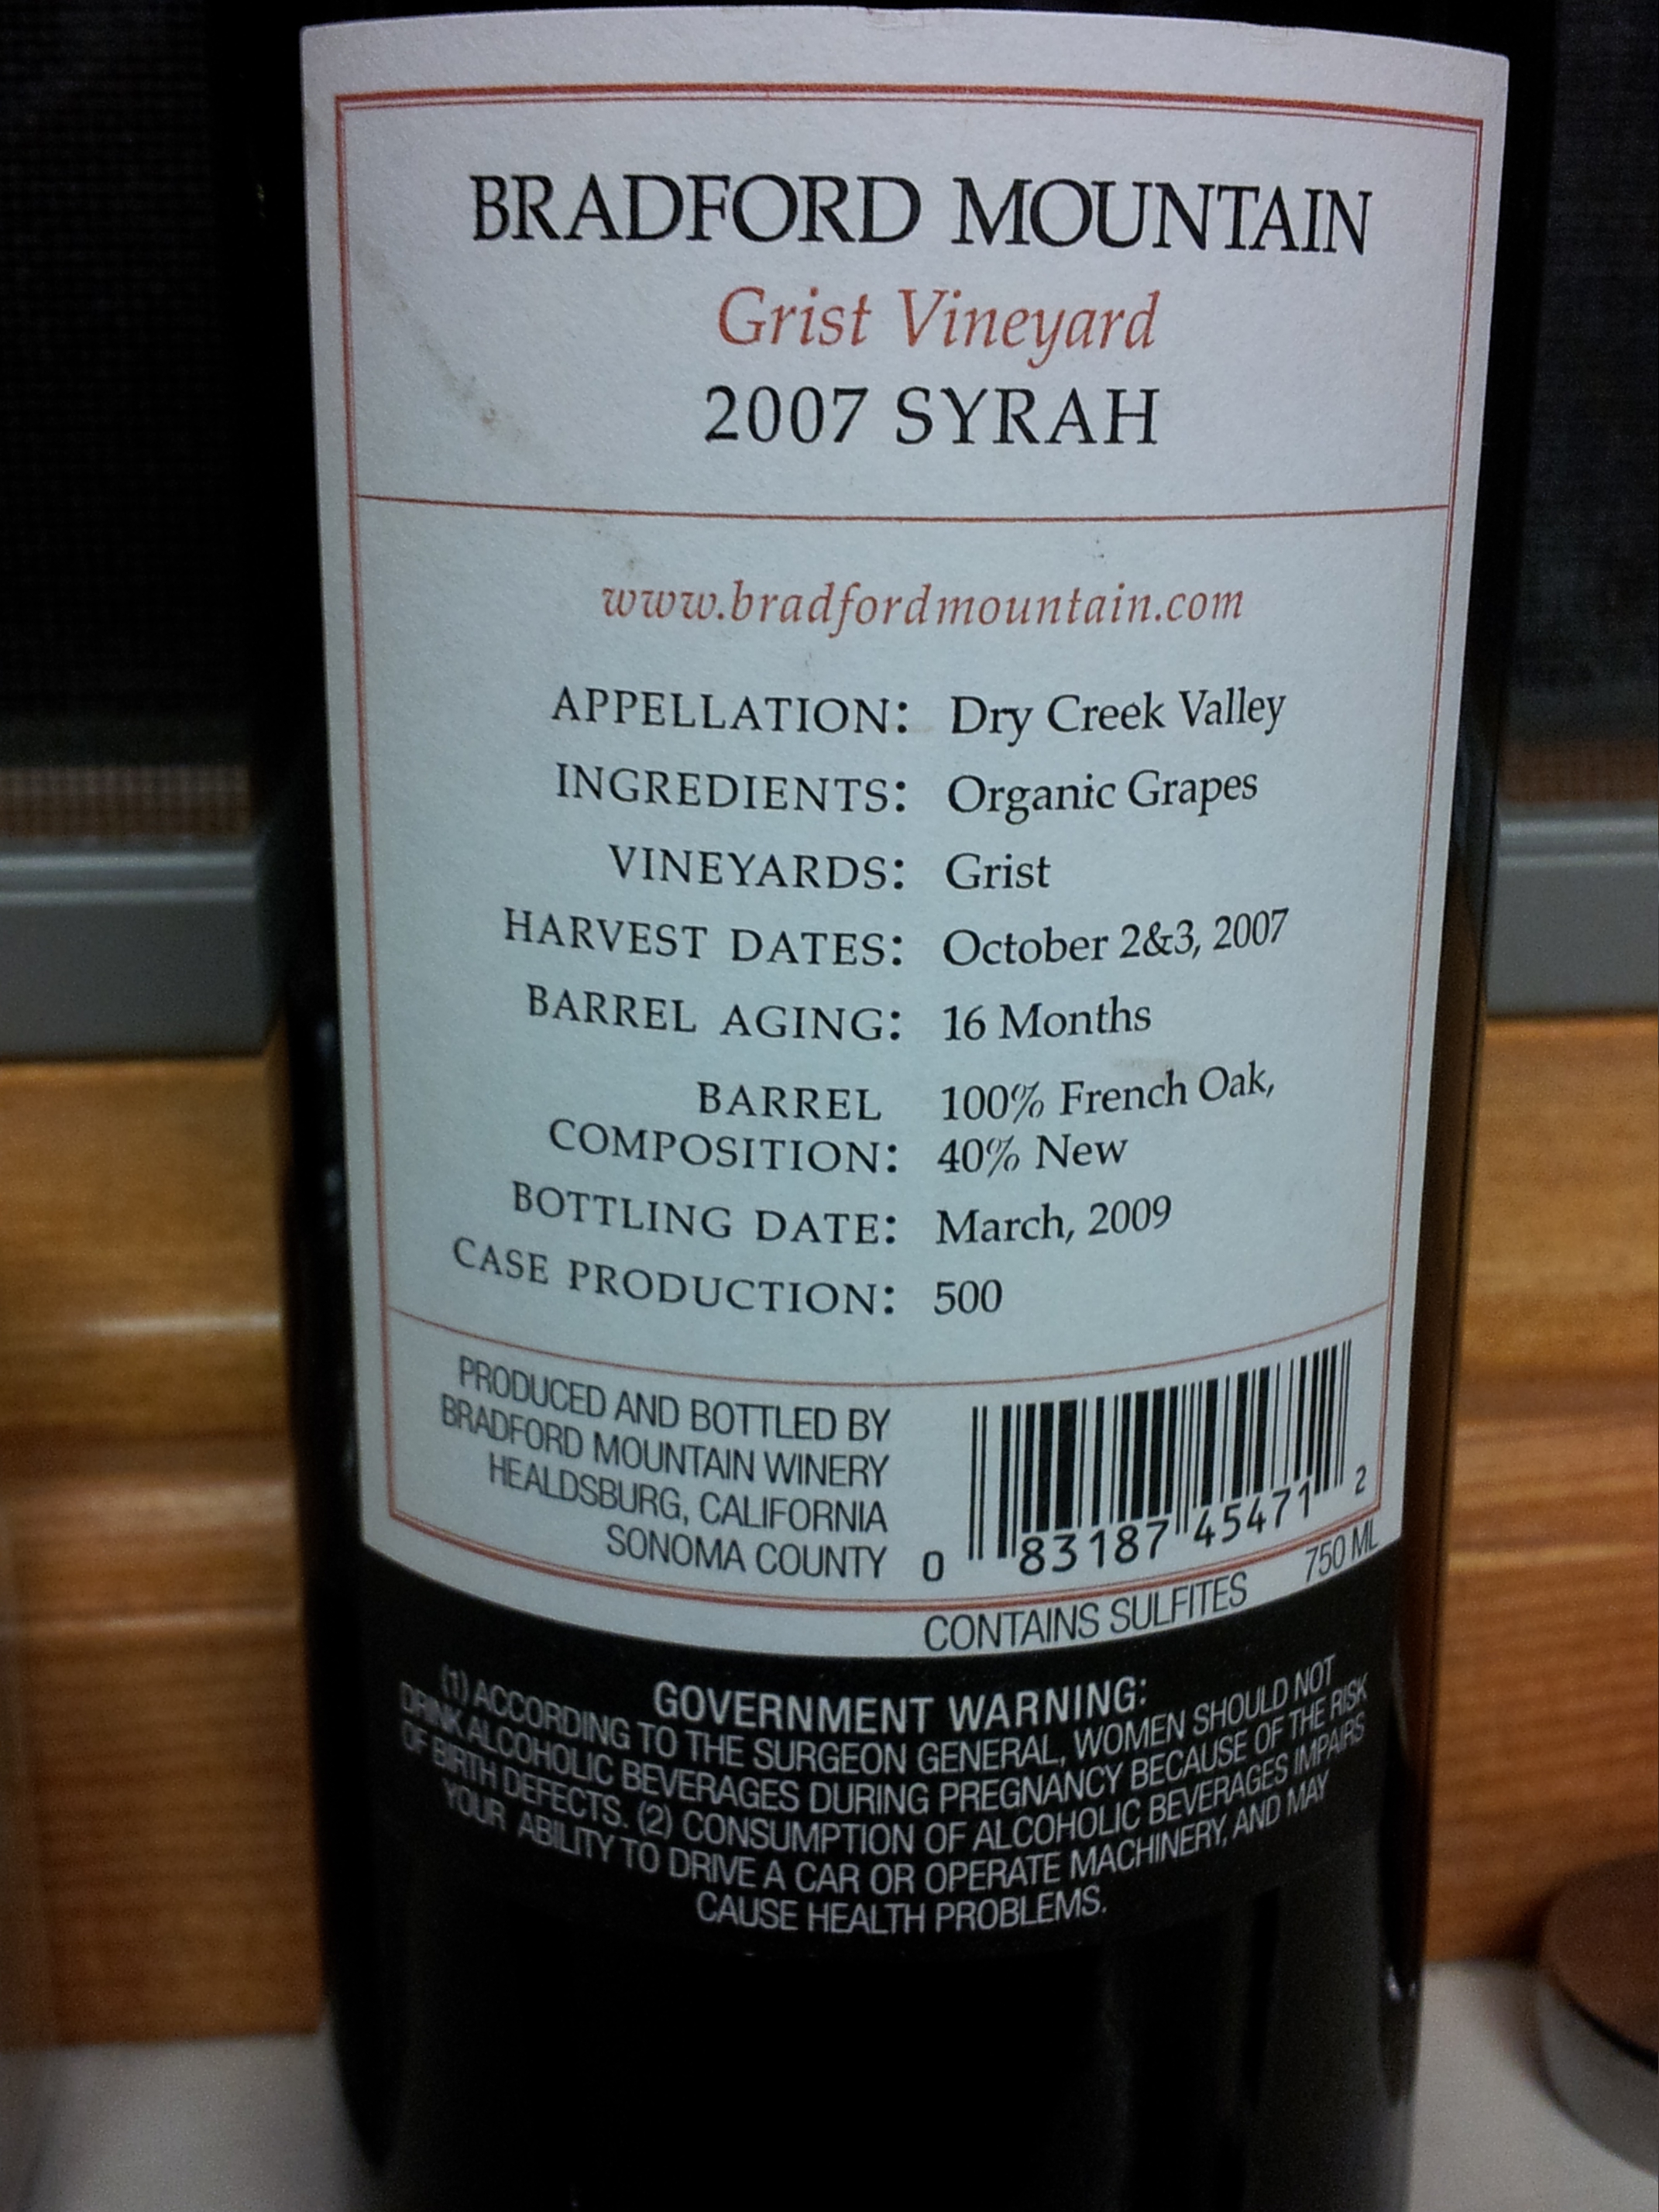 BRADFORD MOUNTAIN
Grist Vineyard
2007 SYRAH
www.bradfordmountain.com
APPELLATION: Dry Creek Valley
INGREDIENTS: Organic Grapes
VINEYARDS: Grist
HARVEST DATES: October 2&3, 2007
BARREL AGING: 16 Months
BARREL 100% French Oak,
COMPOSITION: 40% New
BOTTLING DATE: March, 2009
CASE PRODUCTION: 500
PRODUCED AND BOTTLED BY
BRADFORD MOUNTAIN WINERY
HEALDSBURG, CALIFORNIA
SONOMA COUNTY
0 83187 45471 2
CONTAINS SULFITES 750 ML
GOVERNMENT WARNING:
(1) ACCORDING TO THE SURGEON GENERAL, WOMEN SHOULD NOT
DRINK ALCOHOLIC BEVERAGES DURING PREGNANCY BECAUSE OF THE RISK
OF BIRTH DEFECTS. (2) CONSUMPTION OF ALCOHOLIC BEVERAGES IMPAIRS
YOUR ABILITY TO DRIVE A CAR OR OPERATE MACHINERY, AND MAY
CAUSE HEALTH PROBLEMS.